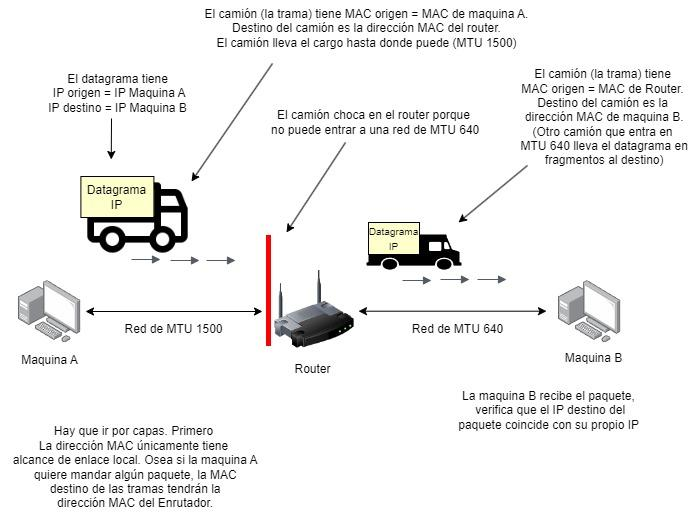 El camión (la trama) tiene MAC origen = MAC de maquina A.
Destino del camión es la dirección MAC del router.
El camión lleva el cargo hasta donde puede (MTU 1500)
El datagrama tiene
IP origen = IP Maquina A
IP destino = IP Maquina B
El camión choca en el router porque
no puede entrar a una red de MTU 640
El camión (la trama) tiene
MAC origen = MAC de Router.
Destino del camión es la
dirección MAC de maquina B.
(Otro camión que entra en
MTU 640 lleva el datagrama en
fragmentos al destino)
Datagrama
IP
Datagrama
IP
Red de MTU 1500
Red de MTU 640
Maquina A
Router
Maquina B
La maquina B recibe el paquete,
verifica que el IP destino del
paquete coincide con su propio IP
Hay que ir por capas. Primero
La dirección MAC únicamente tiene
alcance de enlace local. Osea si la maquina A
quiere mandar algún paquete, la MAC
destino de las tramas tendrán la
dirección MAC del Enrutador.